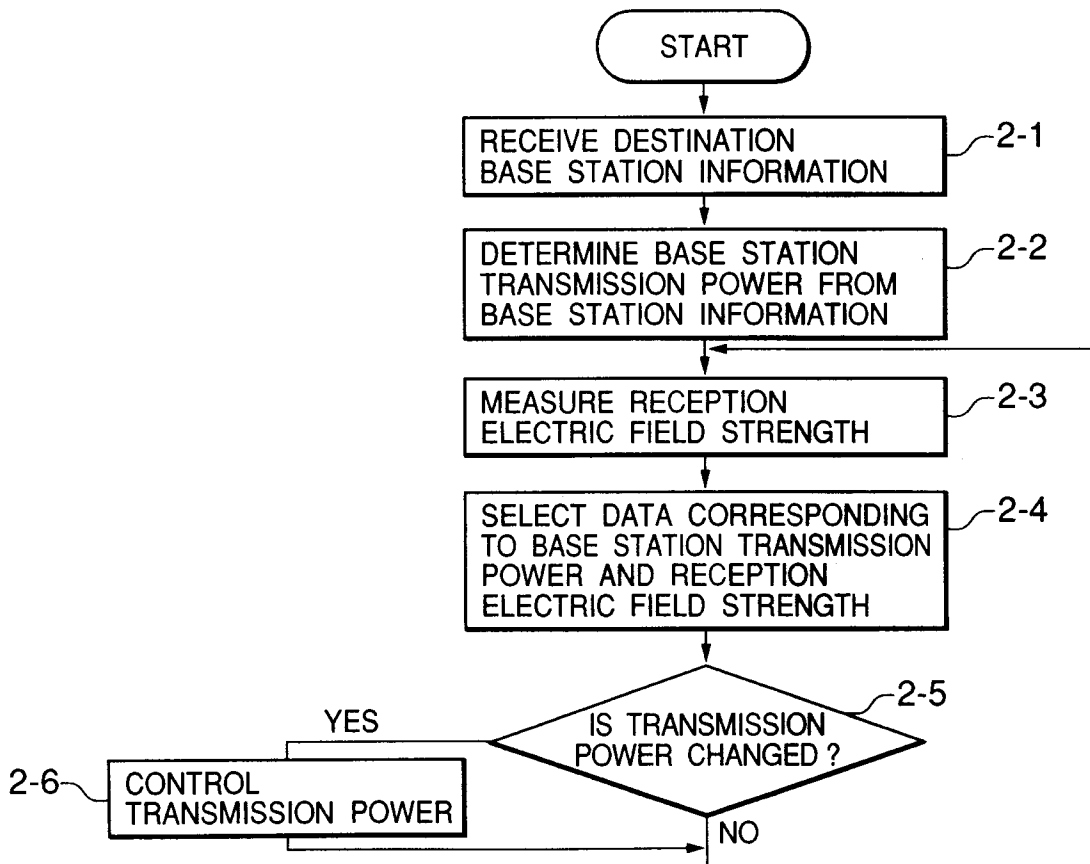 START
RECEIVE DESTINATION
BASE STATION INFORMATION
2-1
DETERMINE BASE STATION
TRANSMISSION POWER FROM
BASE STATION INFORMATION
2-2
MEASURE RECEPTION
ELECTRIC FIELD STRENGTH
2-3
SELECT DATA CORRESPONDING
TO BASE STATION TRANSMISSION
POWER AND RECEPTION
ELECTRIC FIELD STRENGTH
2-4
IS TRANSMISSION
POWER CHANGED ?
2-5
YES
2-6
CONTROL
TRANSMISSION POWER
NO